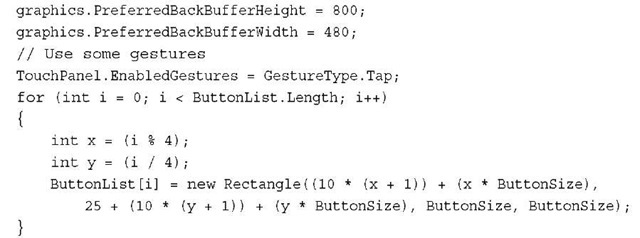 graphics.PreferredBackBufferHeight = 800;
graphics.PreferredBackBufferWidth = 480;
// Use some gestures
TouchPanel.EnabledGestures = GestureType.Tap;
for (int i = 0; i < ButtonList.Length; i++)
{
    int x = (i % 4);
    int y = (i / 4);
    ButtonList[i] = new Rectangle((10 * (x + 1)) + (x * ButtonSize),
        25 + (10 * (y + 1)) + (y * ButtonSize), ButtonSize, ButtonSize);
}